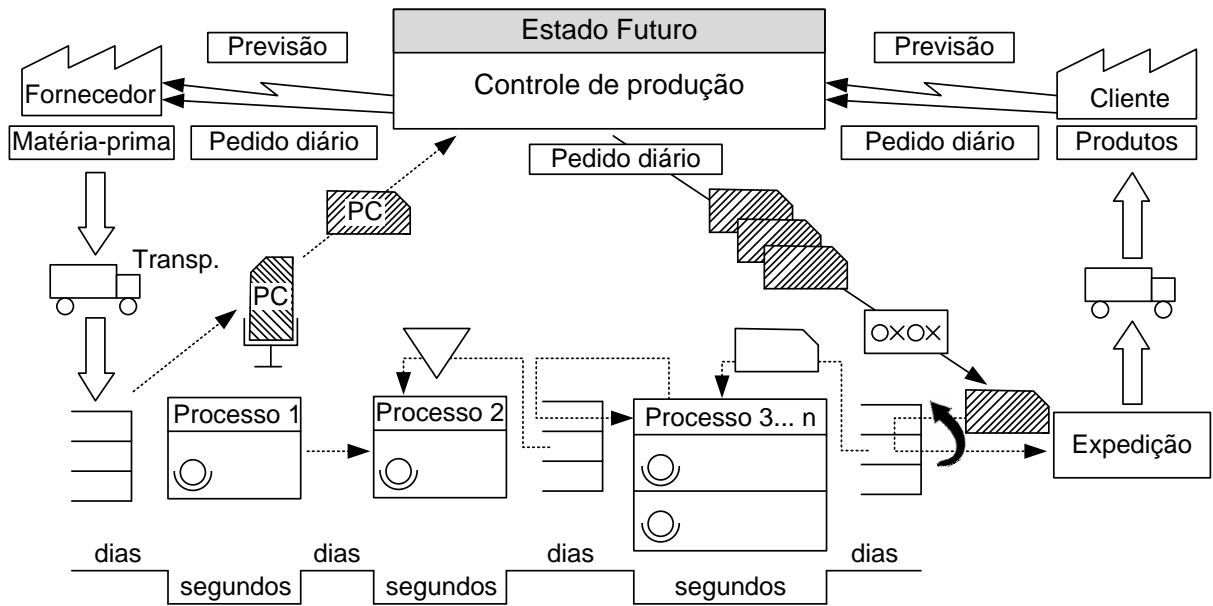 Estado Futuro
Previsão
Previsão
Controle de produção
Fornecedor
Cliente
Matéria-prima
Pedido diário
Pedido diário
Pedido diário
Produtos
PC
Transp.
PC
Processo 1
Processo 2
Processo 3... n
Expedição
dias
dias
dias
dias
segundos
segundos
segundos